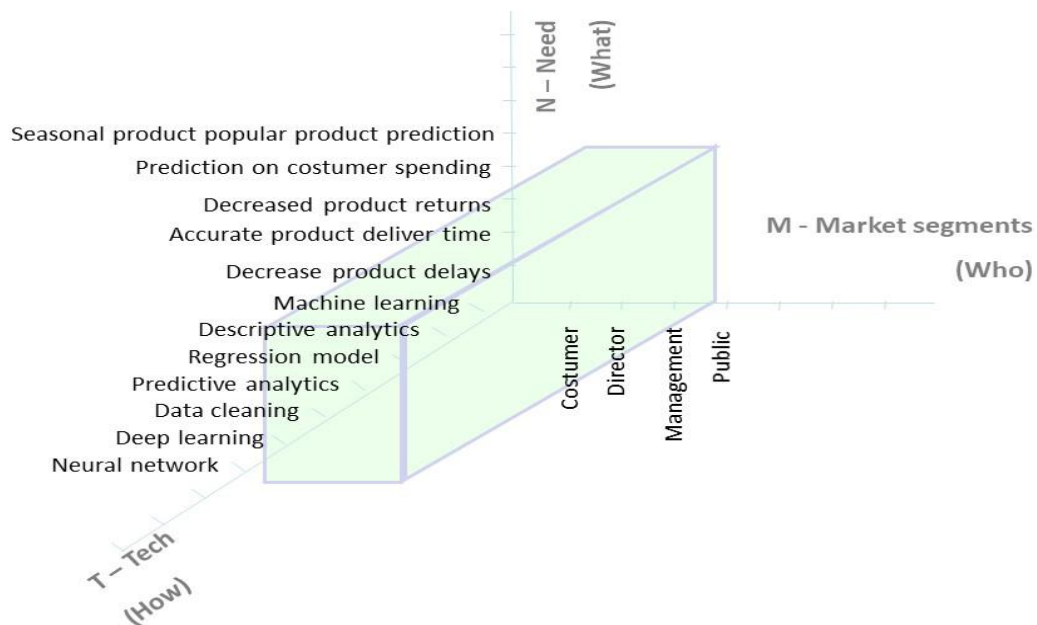 N – Need
(What)
Seasonal product popular product prediction
Prediction on costumer spending
Decreased product returns
Accurate product deliver time
Decrease product delays
M - Market segments
(Who)
Machine learning
Descriptive analytics
Regression model
Predictive analytics
Data cleaning
Deep learning
Neural network
Costumer
Director
Management
Public
T – Tech
(How)